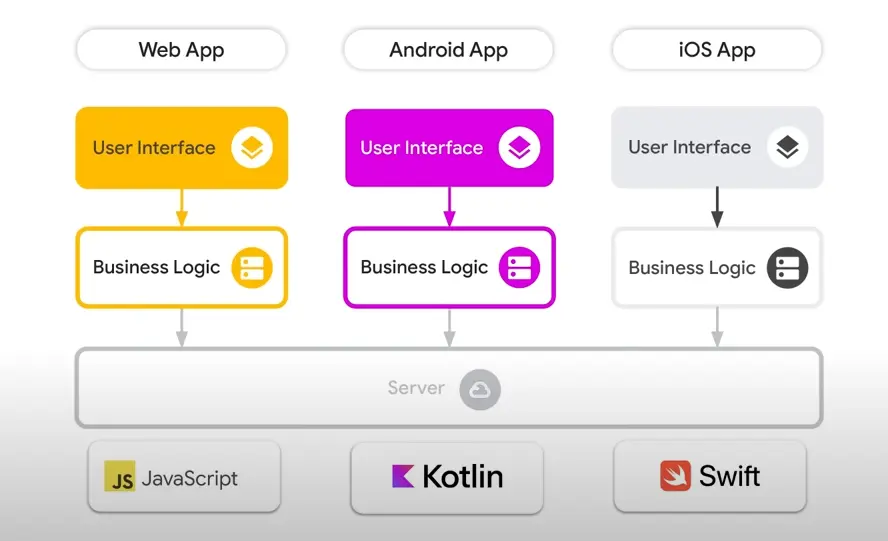 Web App
Android App
iOS App
User Interface
User Interface
User Interface
Business Logic
Business Logic
Business Logic
Server
JS JavaScript
Kotlin
Swift